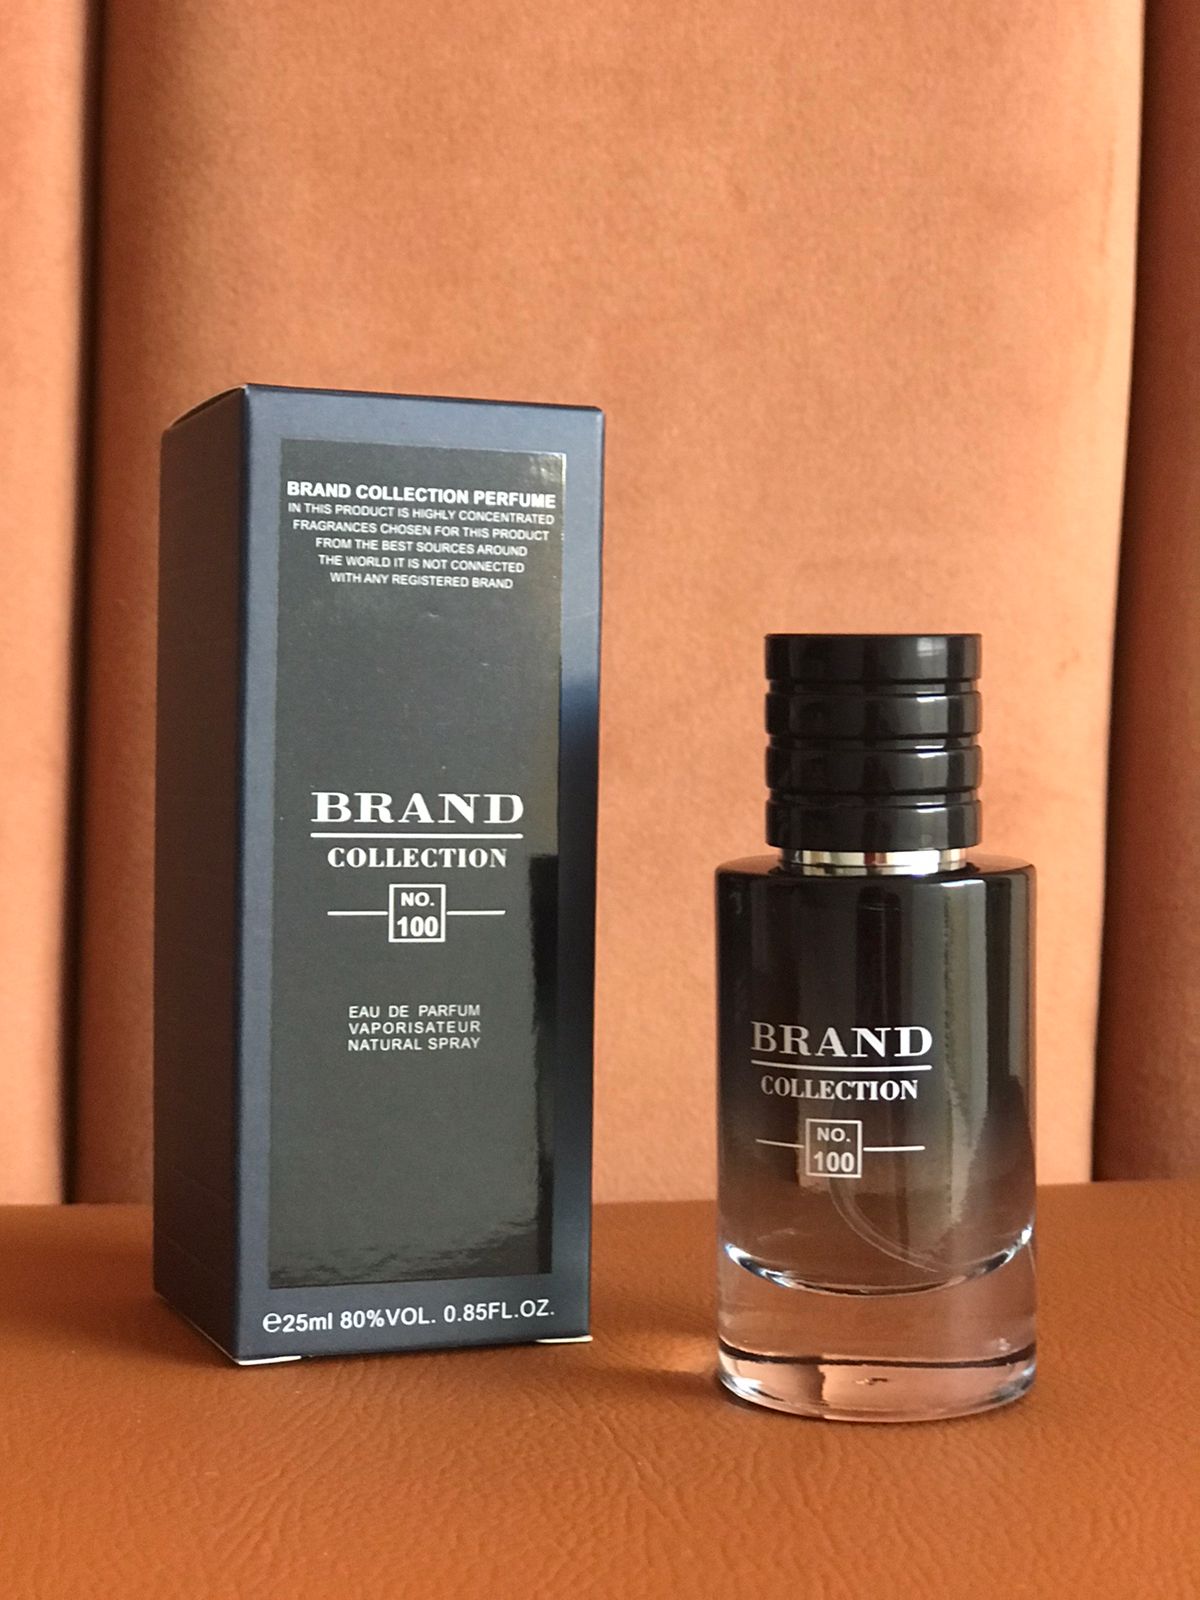 BRAND COLLECTION PERFUME
IN THIS PRODUCT IS HIGHLY CONCENTRATED
FRAGRANCES CHOSEN FOR THIS PRODUCT
FROM THE BEST SOURCES AROUND
THE WORLD IT IS NOT CONNECTED
WITH ANY REGISTERED BRAND
BRAND
COLLECTION
NO.
100
EAU DE PARFUM
VAPORISATEUR
NATURAL SPRAY
℮25ml 80%VOL. 0.85FL.OZ.
BRAND
COLLECTION
NO.
100